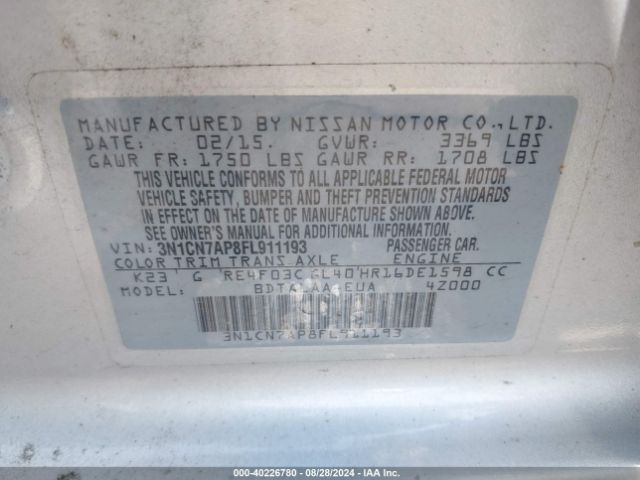 MANUFACTURED BY NISSAN MOTOR CO.,LTD.
DATE: 02/15. GVWR: 3369 LBS
GAWR FR: 1750 LBS GAWR RR: 1708 LBS
THIS VEHICLE CONFORMS TO ALL APPLICABLE FEDERAL MOTOR
VEHICLE SAFETY, BUMPER AND THEFT PREVENTION STANDARDS
IN EFFECT ON THE DATE OF MANUFACTURE SHOWN ABOVE.
SEE OWNER'S MANUAL FOR ADDITIONAL INFORMATION
VIN: 3N1CN7AP8FL911193 PASSENGER CAR.
COLOR TRIM TRANS AXLE ENGINE
K23 G RE4F03C GL40 HR16DE1598 CC
MODEL: EUA 4Z000
3N1CN7AP8FL911193
000-40226780 - 08/28/2024 - IAA Inc.